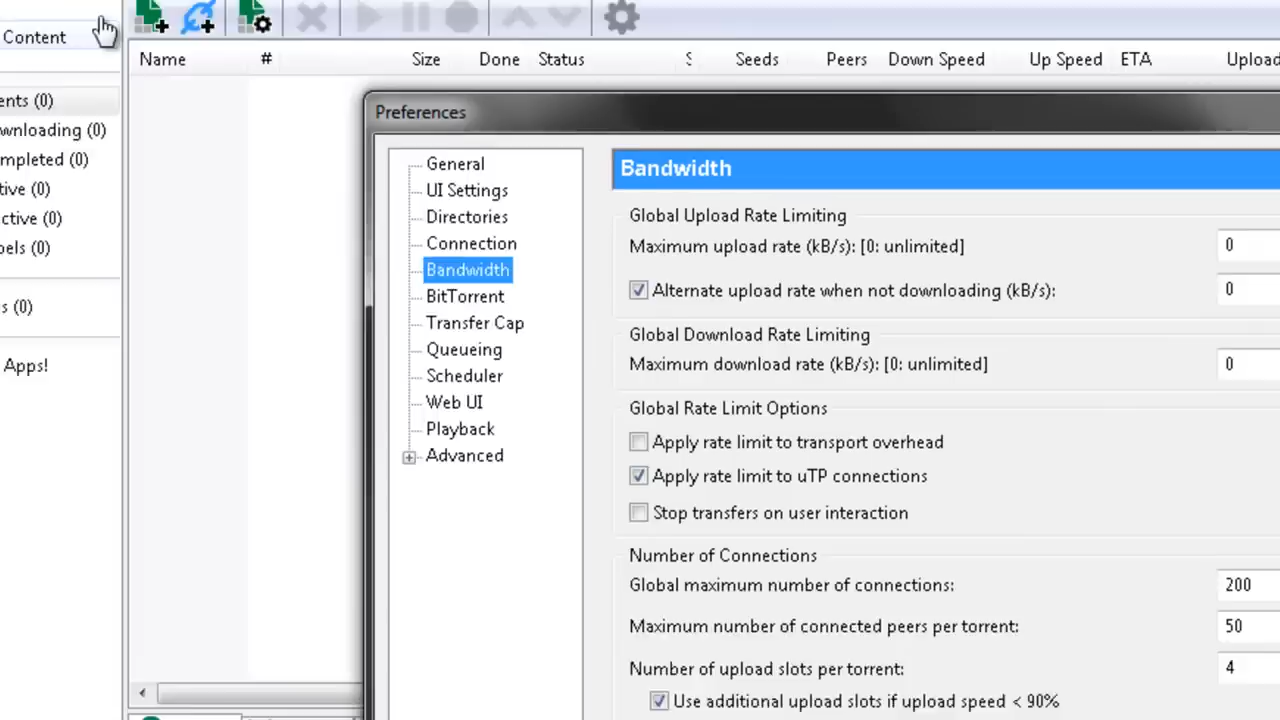 Content
Name # Size Done Status S Seeds Peers Down Speed Up Speed ETA Upload
ents (0)
wnloading (0)
mpleted (0)
tive (0)
ctive (0)
bels (0)
s (0)
Apps!
Preferences
General
UI Settings
Directories
Connection
Bandwidth
BitTorrent
Transfer Cap
Queueing
Scheduler
Web UI
Playback
Advanced
Bandwidth
Global Upload Rate Limiting
Maximum upload rate (kB/s): [0: unlimited] 0
Alternate upload rate when not downloading (kB/s): 0
Global Download Rate Limiting
Maximum download rate (kB/s): [0: unlimited] 0
Global Rate Limit Options
Apply rate limit to transport overhead
Apply rate limit to uTP connections
Stop transfers on user interaction
Number of Connections
Global maximum number of connections: 200
Maximum number of connected peers per torrent: 50
Number of upload slots per torrent: 4
Use additional upload slots if upload speed < 90%